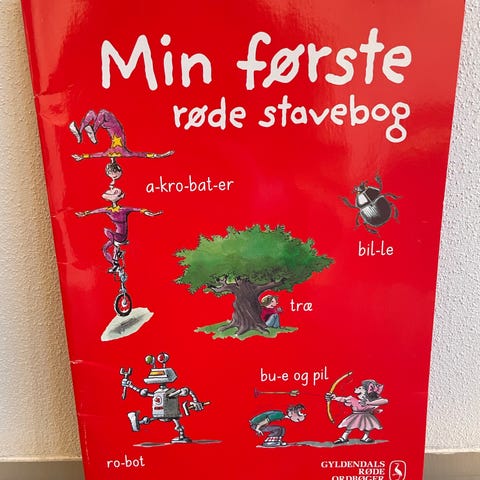 Min første
røde stavebog
a-kro-bat-er
bil-le
træ
bu-e og pil
ro-bot
GYLDENDALS
RØDE
ORDBØGER